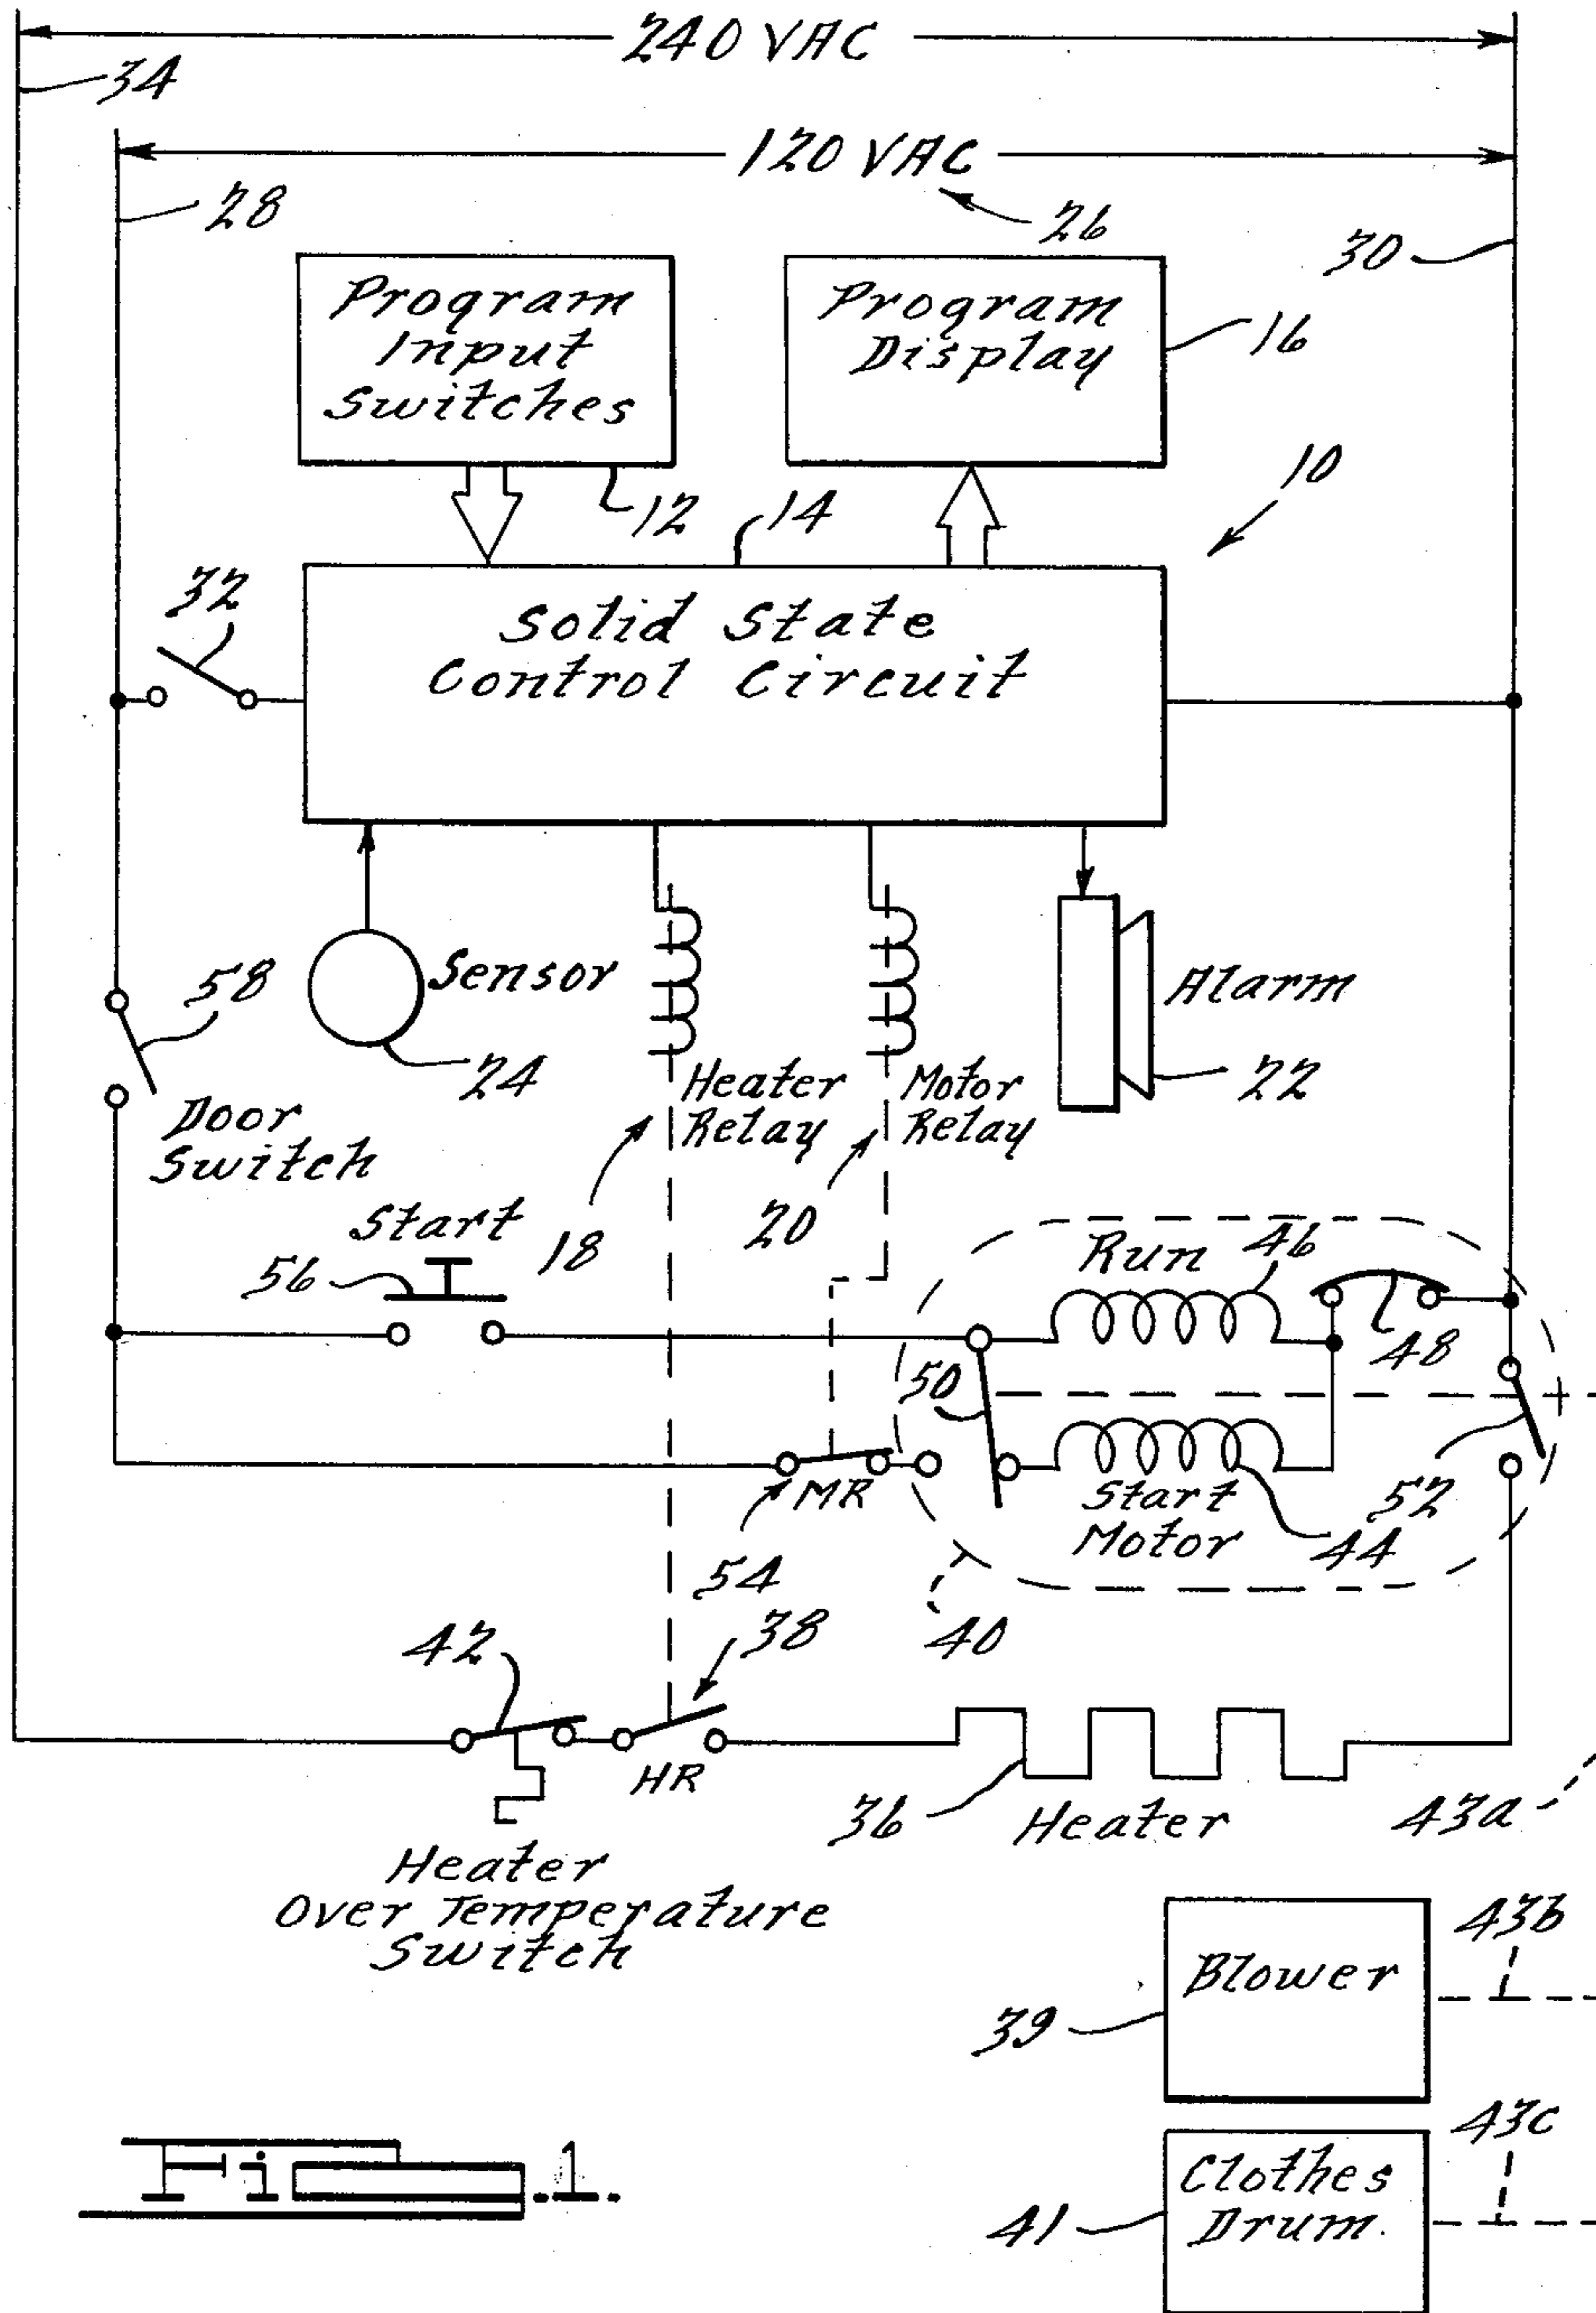 240 VAC
34
120 VAC
28
26
30
Program
Input
Switches
Program
Display
16
12
14
10
32
Solid State
Control Circuit
Sensor
24
58
Door
Switch
Heater
Relay
18
Motor
Relay
20
Alarm
22
Start
56
Run
46
48
50
MR
54
Start
Motor
44
52
40
42
38
HR
36
Heater
43a
Heater
Over Temperature
Switch
Blower
39
43b
Clothes
Drum.
41
43c
Fig. 1.